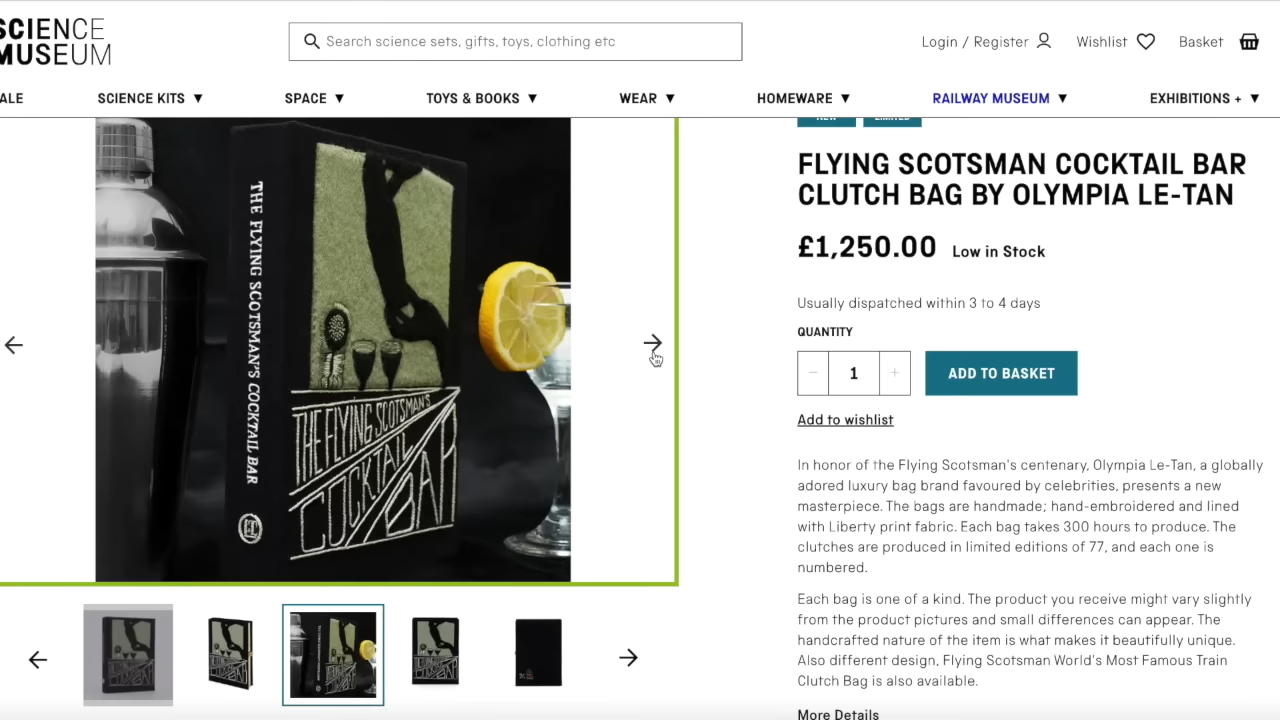 SCIENCE
MUSEUM
Search science sets, gifts, toys, clothing etc
Login / Register
Wishlist
Basket
ALE
SCIENCE KITS ▼
SPACE ▼
TOYS & BOOKS ▼
WEAR ▼
HOMEWARE ▼
RAILWAY MUSEUM ▼
EXHIBITIONS + ▼
THE FLYING SCOTSMAN'S COCKTAIL BAR
THE FLYING SCOTSMAN'S
COCKTAIL
BAR
NEW
LIMITED
FLYING SCOTSMAN COCKTAIL BAR
CLUTCH BAG BY OLYMPIA LE-TAN
£1,250.00 Low in Stock
Usually dispatched within 3 to 4 days
QUANTITY
− 1 +
ADD TO BASKET
Add to wishlist
In honor of the Flying Scotsman's centenary, Olympia Le-Tan, a globally
adored luxury bag brand favoured by celebrities, presents a new
masterpiece. The bags are handmade; hand-embroidered and lined
with Liberty print fabric. Each bag takes 300 hours to produce. The
clutches are produced in limited editions of 77, and each one is
numbered.
Each bag is one of a kind. The product you receive might vary slightly
from the product pictures and small differences can appear. The
handcrafted nature of the item is what makes it beautifully unique.
Also different design, Flying Scotsman World's Most Famous Train
Clutch Bag is also available.
More Details